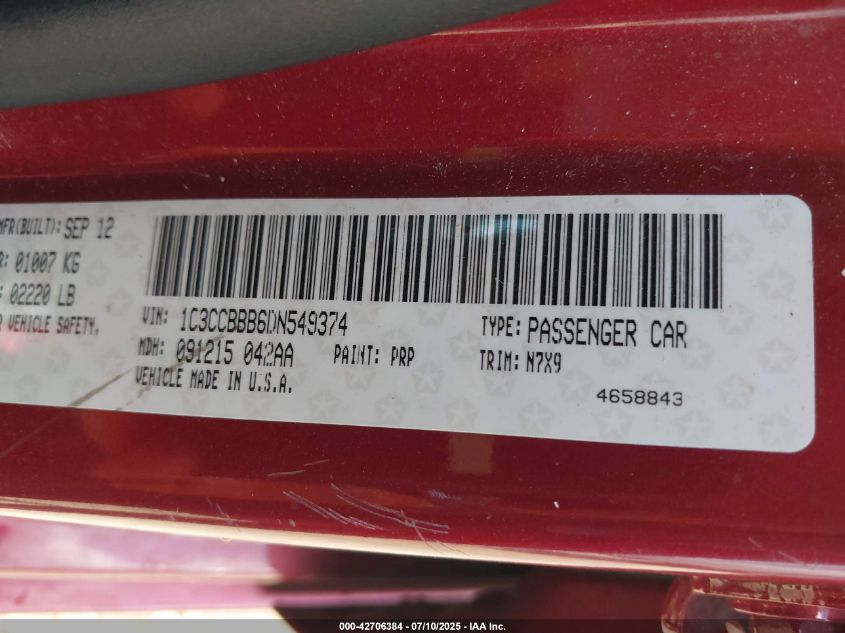 MFR(BUILT): SEP 12
R: 01007 KG
: 02220 LB
VEHICLE SAFETY.
VIN: 1C3CCBBB6DN549374 TYPE: PASSENGER CAR
MDH: 091215 042AA PAINT: PRP TRIM: N7X9
VEHICLE MADE IN U.S.A.
4658843
000-42706384 - 07/10/2025 - IAA Inc.